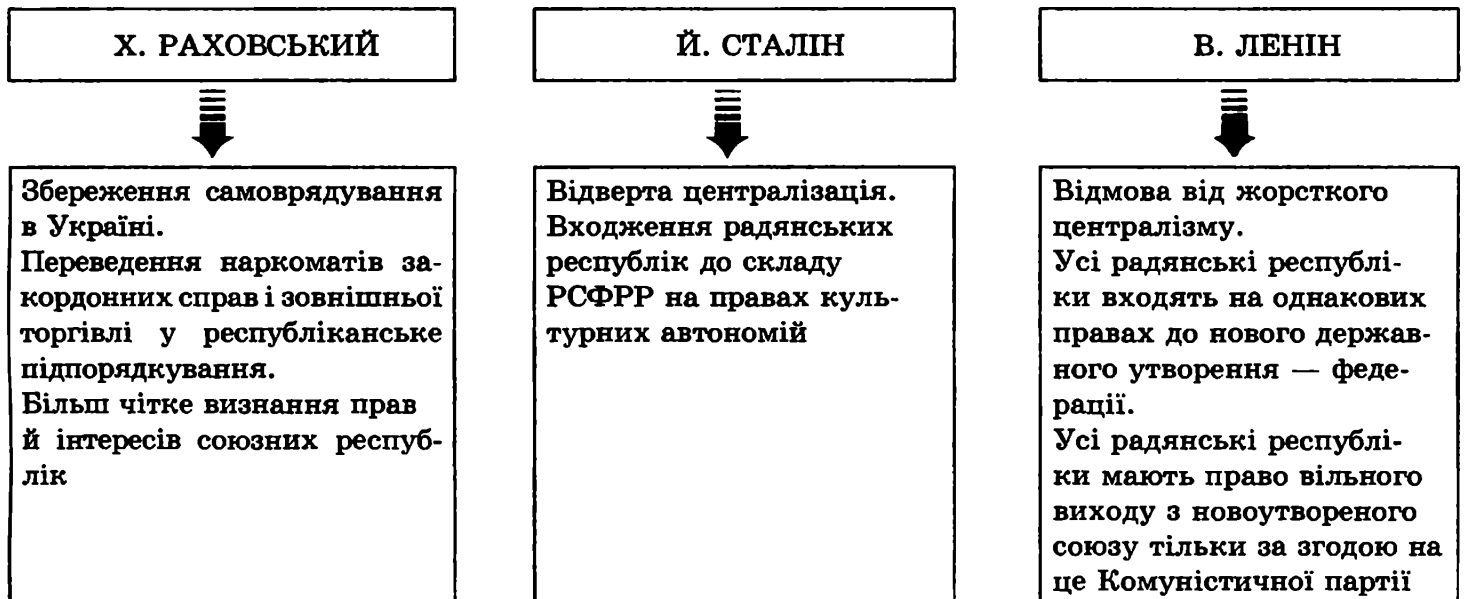 Х. РАХОВСЬКИЙ
Збереження самоврядування
в Україні.
Переведення наркоматів за-
кордонних справ і зовнішньої
торгівлі у республіканське
підпорядкування.
Більш чітке визнання прав
й інтересів союзних респуб-
лік
Й. СТАЛІН
Відверта централізація.
Входження радянських
республік до складу
РСФРР на правах куль-
турних автономій
В. ЛЕНІН
Відмова від жорсткого
централізму.
Усі радянські республі-
ки входять на однакових
правах до нового держав-
ного утворення — феде-
рації.
Усі радянські республі-
ки мають право вільного
виходу з новоутвореного
союзу тільки за згодою на
це Комуністичної партії